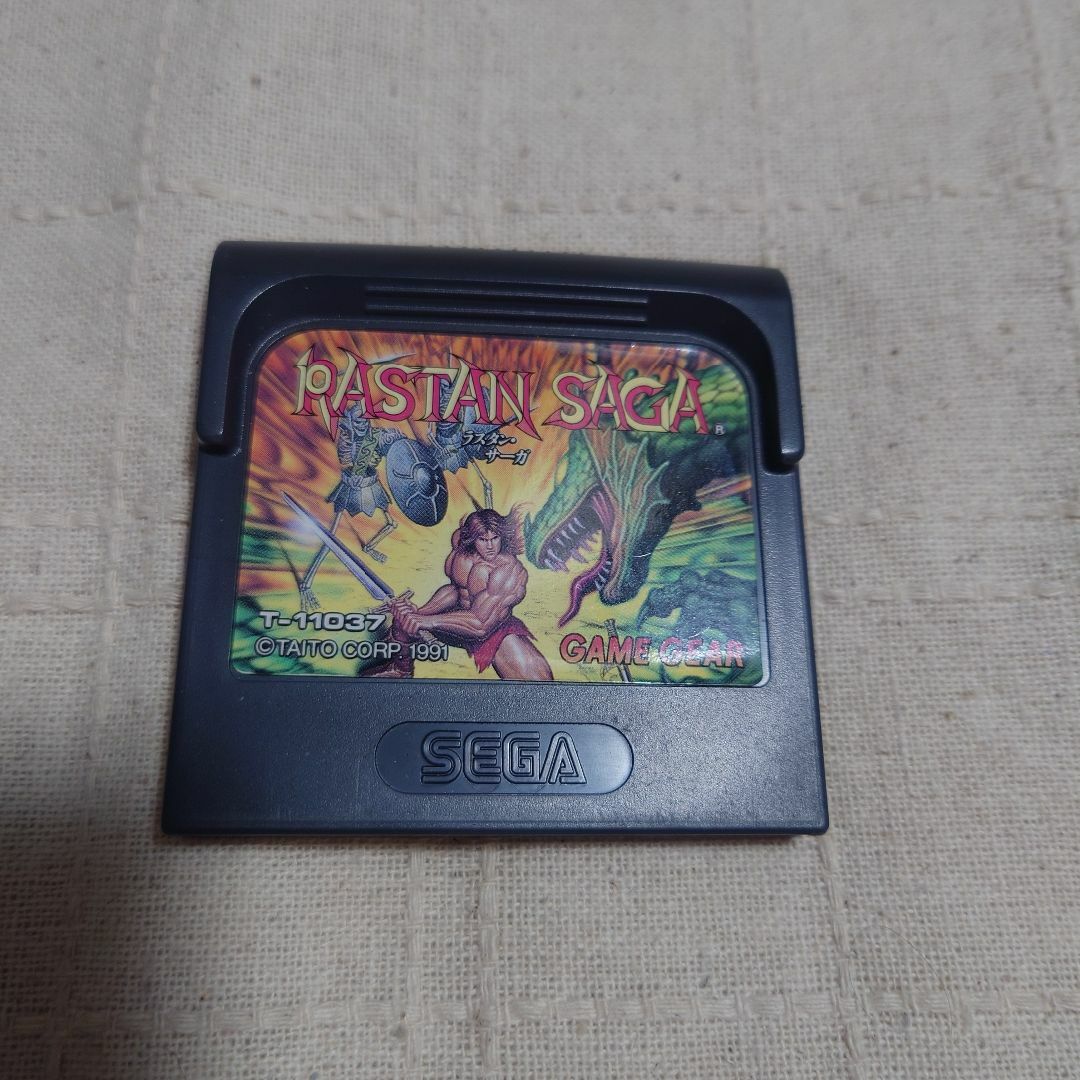 RASTAN SAGA
®
ラスタン・
サーガ
T-11037
©TAITO CORP. 1991
GAME GEAR
SEGA